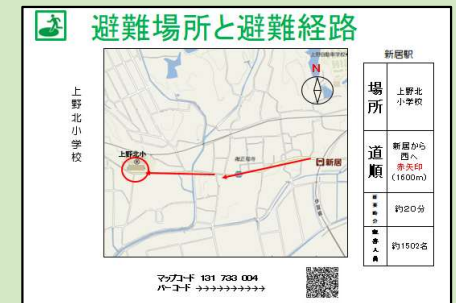 避難場所と避難経路
上野北小学校
N
上野北小
新居
新居駅
場所
上野北
小学校
道順
新居から
西へ
赤矢印
(1600m)
約20分
約1502名
マップコード 131 733 004
バーコード →→→→→→→→→→